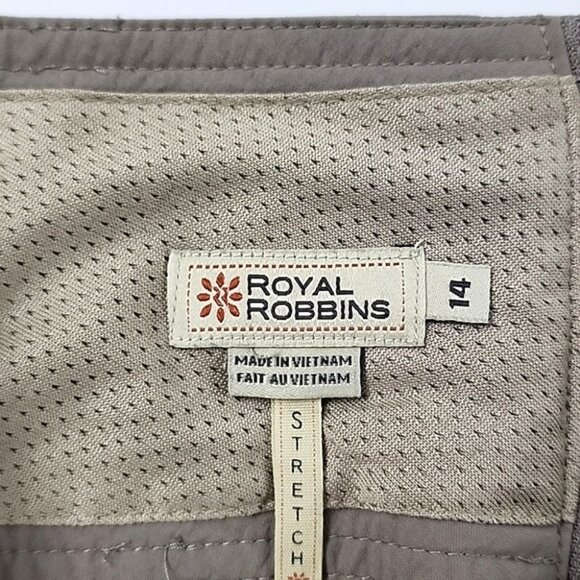 ROYAL
ROBBINS
14
MADE IN VIETNAM
FAIT AU VIETNAM
STRETCH